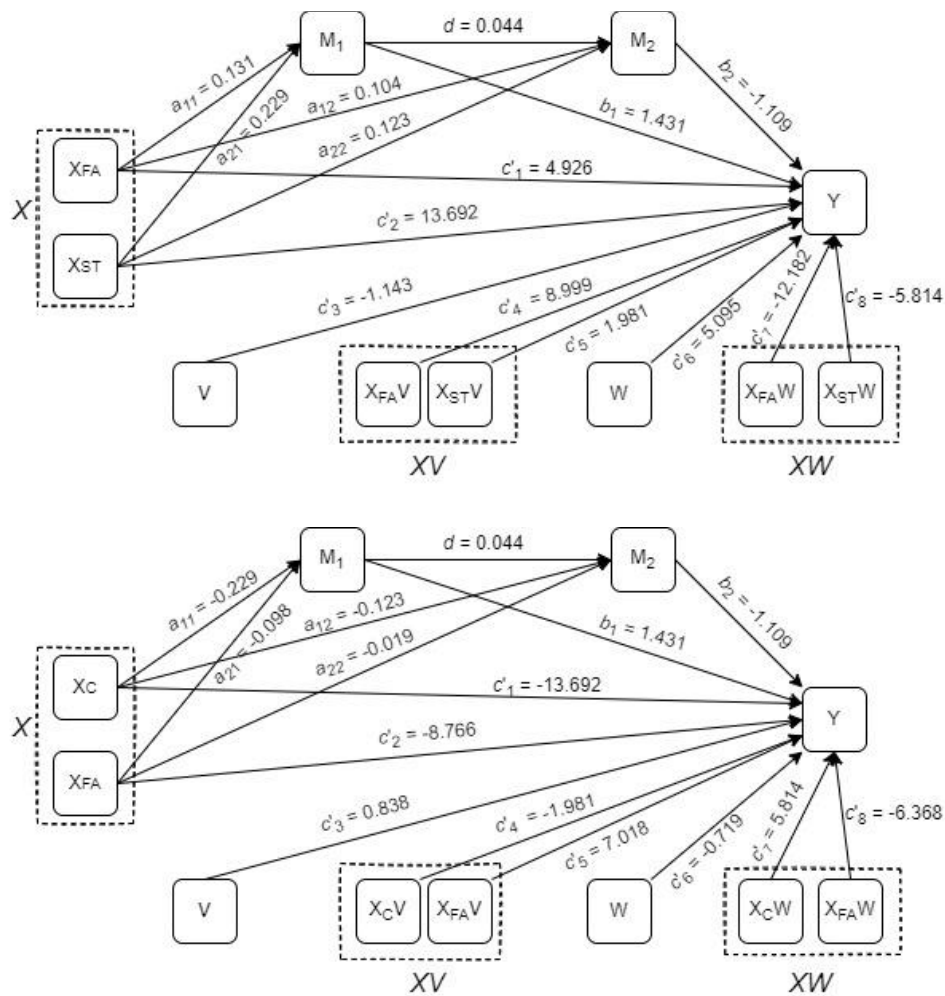 M1
d = 0.044
M2
a11 = 0.131
a12 = 0.104
a21 = 0.229
a22 = 0.123
b1 = 1.431
b2 = -1.109
X
XFA
XST
c'1 = 4.926
c'2 = 13.692
Y
c'3 = -1.143
c'4 = 8.999
c'5 = 1.981
c'6 = 5.095
c'7 = -12.182
c'8 = -5.814
V
XFAV
XSTV
W
XFAW
XSTW
XV
XW
M1
d = 0.044
M2
a11 = -0.229
a12 = -0.123
a21 = -0.098
a22 = -0.019
b1 = 1.431
b2 = -1.109
X
XC
XFA
c'1 = -13.692
c'2 = -8.766
Y
c'3 = 0.838
c'4 = -1.981
c'5 = 7.018
c'6 = -0.719
c'7 = 5.814
c'8 = -6.368
V
XCV
XFAV
W
XCW
XFAW
XV
XW